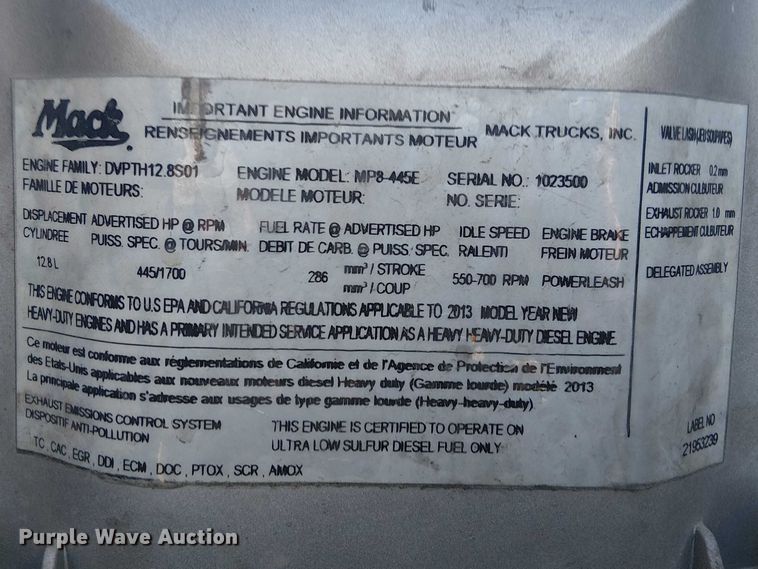 Mack
IMPORTANT ENGINE INFORMATION
RENSEIGNEMENTS IMPORTANTS MOTEUR
MACK TRUCKS, INC.
ENGINE FAMILY: DVPTH12.8S01
FAMILLE DE MOTEURS:
ENGINE MODEL: MP8-445E
MODELE MOTEUR:
SERIAL NO.: 1023500
NO. SERIE:
DISPLACEMENT ADVERTISED HP @ RPM FUEL RATE @ ADVERTISED HP IDLE SPEED ENGINE BRAKE
CYLINDREE PUISS. SPEC. @ TOURS/MIN. DEBIT DE CARB. @ PUISS. SPEC. RALENTI FREIN MOTEUR
12.8 L 445/1700 286 mm³ / STROKE 550-700 RPM POWERLEASH
mm³ / COUP
THIS ENGINE CONFORMS TO U.S EPA AND CALIFORNIA REGULATIONS APPLICABLE TO 2013 MODEL YEAR NEW
HEAVY-DUTY ENGINES AND HAS A PRIMARY INTENDED SERVICE APPLICATION AS A HEAVY HEAVY-DUTY DIESEL ENGINE.
Ce moteur est conforme aux réglementations de Californie et de l'Agence de Protection de l'Environment
des Etats-Unis applicables aux nouveaux moteurs diesel Heavy duty (Gamme lourde) modèlé 2013
La principale application s'adresse aux usages de type gamme lourde (Heavy-heavy-duty)
EXHAUST EMISSIONS CONTROL SYSTEM
DISPOSITIF ANTI-POLLUTION
TC, CAC, EGR, DDI, ECM, DOC, PTOX, SCR, AMOX
THIS ENGINE IS CERTIFIED TO OPERATE ON
ULTRA LOW SULFUR DIESEL FUEL ONLY
VALVE LASH (JEU SOUPAPES)
INLET ROCKER 0.2 mm
ADMISSION CULBUTEUR
EXHAUST ROCKER 1.0 mm
ECHAPPEMENT CULBUTEUR
DELEGATED ASSEMBLY
LABEL NO
21953239
Purple Wave Auction